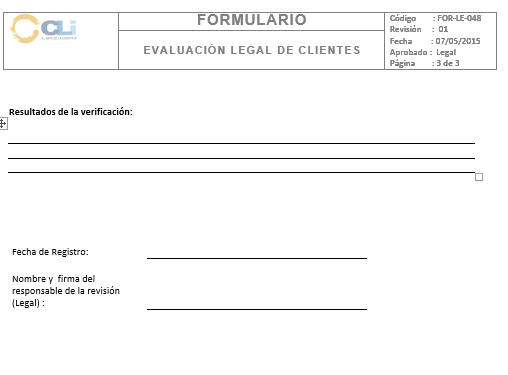 CLi
FORMULARIO
EVALUACIÓN LEGAL DE CLIENTES
Código : FOR-LE-048
Revisión : 01
Fecha : 07/05/2015
Aprobado : Legal
Página : 3 de 3
Resultados de la verificación:
Fecha de Registro:
Nombre y firma del
responsable de la revisión
(Legal) :